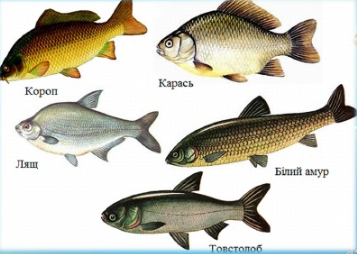 Короп
Карась
Лящ
Білий амур
Товстолоб